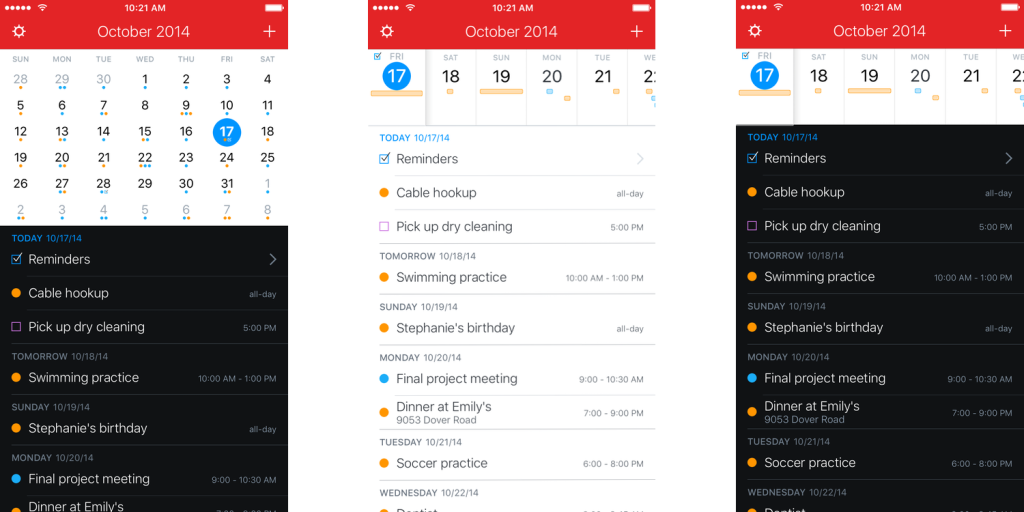 10:21 AM
October 2014
SUN MON TUE WED THU FRI SAT
28 29 30 1 2 3 4
5 6 7 8 9 10 11
12 13 14 15 16 17 18
19 20 21 22 23 24 25
26 27 28 29 30 31 1
2 3 4 5 6 7 8
TODAY 10/17/14
Reminders
Cable hookup all-day
Pick up dry cleaning 5:00 PM
TOMORROW 10/18/14
Swimming practice 10:00 AM - 1:00 PM
SUNDAY 10/19/14
Stephanie's birthday all-day
MONDAY 10/20/14
Final project meeting 9:00 - 10:30 AM
Dinner at Emily's
10:21 AM
October 2014
FRI SAT SUN MON TUE WE
17 18 19 20 21 22
TODAY 10/17/14
Reminders
Cable hookup all-day
Pick up dry cleaning 5:00 PM
TOMORROW 10/18/14
Swimming practice 10:00 AM - 1:00 PM
SUNDAY 10/19/14
Stephanie's birthday all-day
MONDAY 10/20/14
Final project meeting 9:00 - 10:30 AM
Dinner at Emily's 7:00 - 9:00 PM
9053 Dover Road
TUESDAY 10/21/14
Soccer practice 6:00 - 8:00 PM
WEDNESDAY 10/22/14
10:21 AM
October 2014
FRI SAT SUN MON TUE WE
17 18 19 20 21 22
TODAY 10/17/14
Reminders
Cable hookup all-day
Pick up dry cleaning 5:00 PM
TOMORROW 10/18/14
Swimming practice 10:00 AM - 1:00 PM
SUNDAY 10/19/14
Stephanie's birthday all-day
MONDAY 10/20/14
Final project meeting 9:00 - 10:30 AM
Dinner at Emily's 7:00 - 9:00 PM
9053 Dover Road
TUESDAY 10/21/14
Soccer practice 6:00 - 8:00 PM
WEDNESDAY 10/22/14